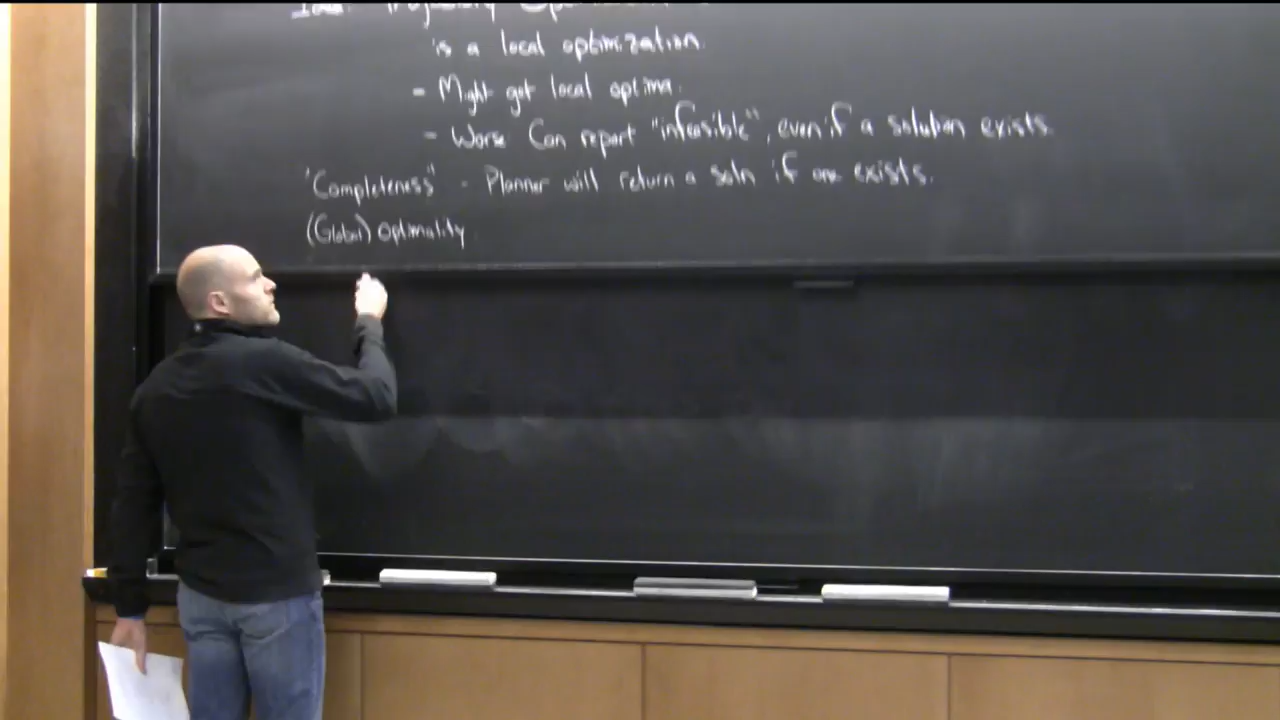 is a local optimization.
- Might get local optima.
- Worse Can report "infeasible", even if a solution exists.
"Completeness" - Planner will return a soln if one exists.
(Global) Optimality